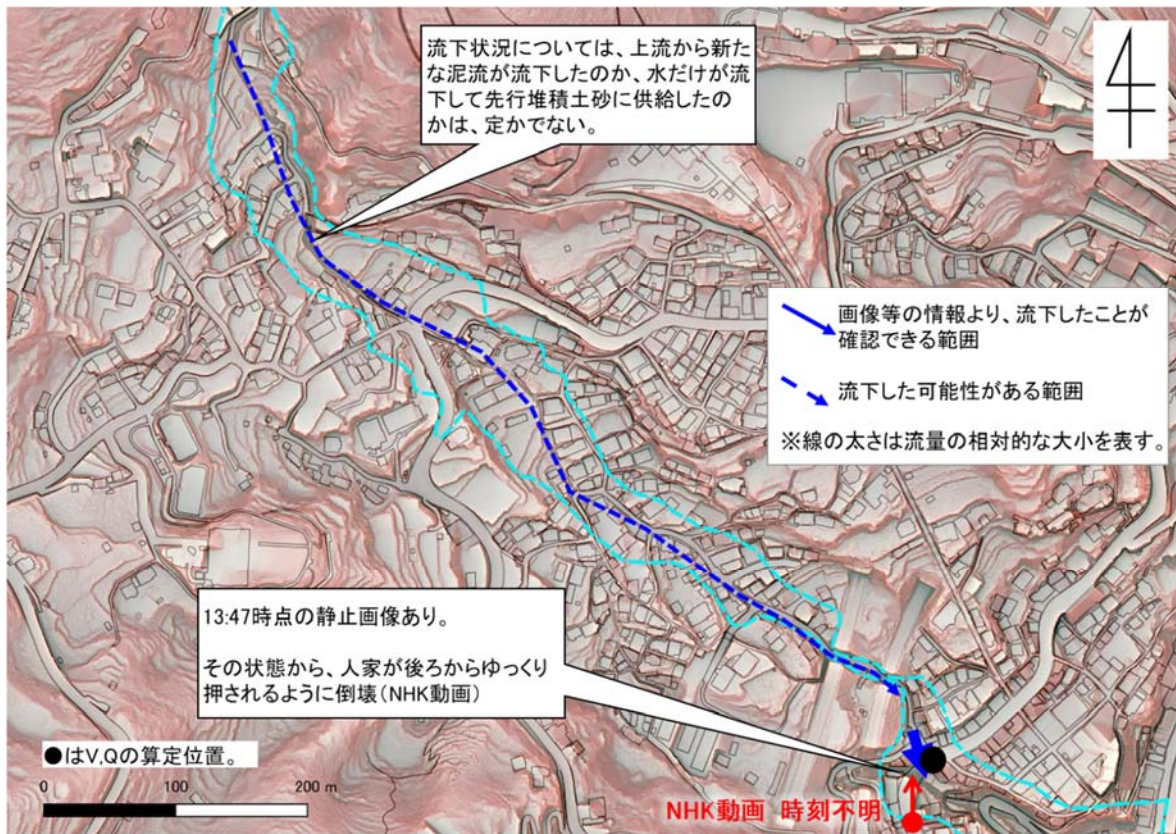 流下状況については、上流から新た
な泥流が流下したのか、水だけが流
下して先行堆積土砂に供給したの
かは、定かでない。
画像等の情報より、流下したことが
確認できる範囲
流下した可能性がある範囲
※線の太さは流量の相対的な大小を表す。
13:47時点の静止画像あり。
その状態から、人家が後ろからゆっくり
押されるように倒壊(NHK動画)
●はV,Qの算定位置。
0 100 200 m
NHK動画 時刻不明